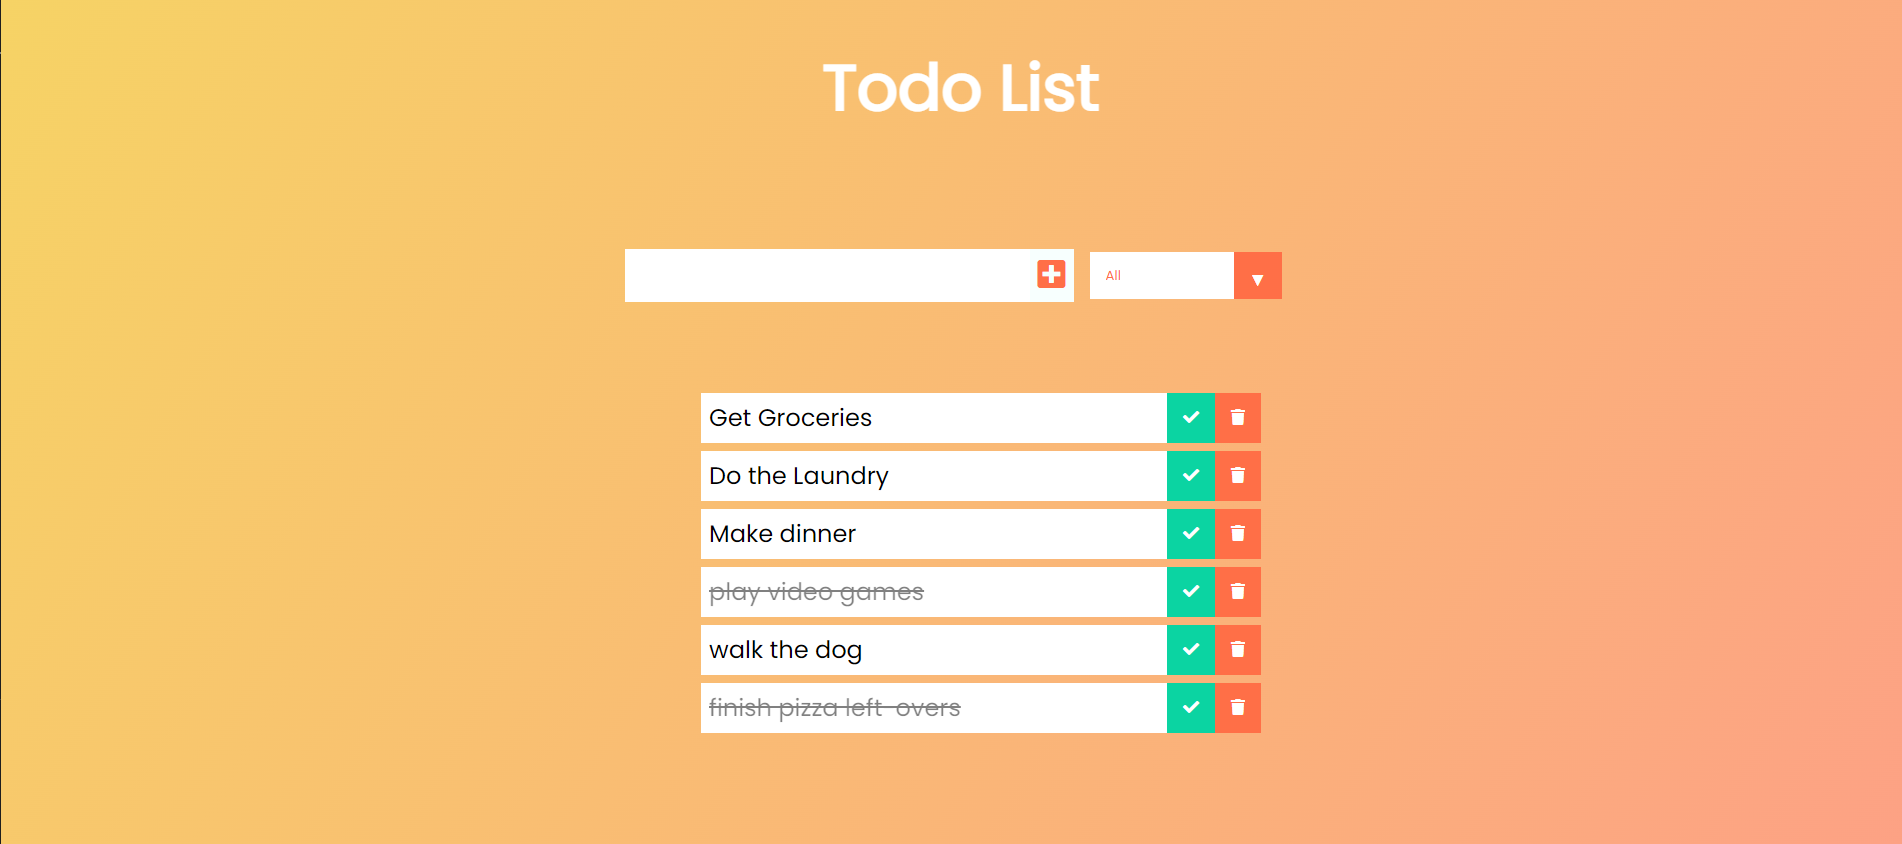 Todo List
All
Get Groceries
Do the Laundry
Make dinner
play video games
walk the dog
finish pizza left  overs